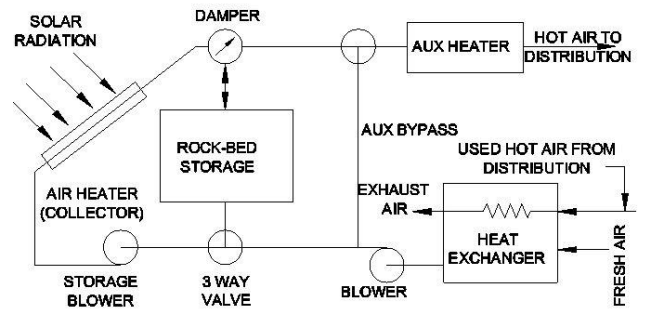 SOLAR
RADIATION
DAMPER
AUX HEATER
HOT AIR TO
DISTRIBUTION
ROCK-BED
STORAGE
AUX BYPASS
USED HOT AIR FROM
DISTRIBUTION
AIR HEATER
(COLLECTOR)
EXHAUST
AIR
HEAT
EXCHANGER
FRESH AIR
STORAGE
BLOWER
3 WAY
VALVE
BLOWER